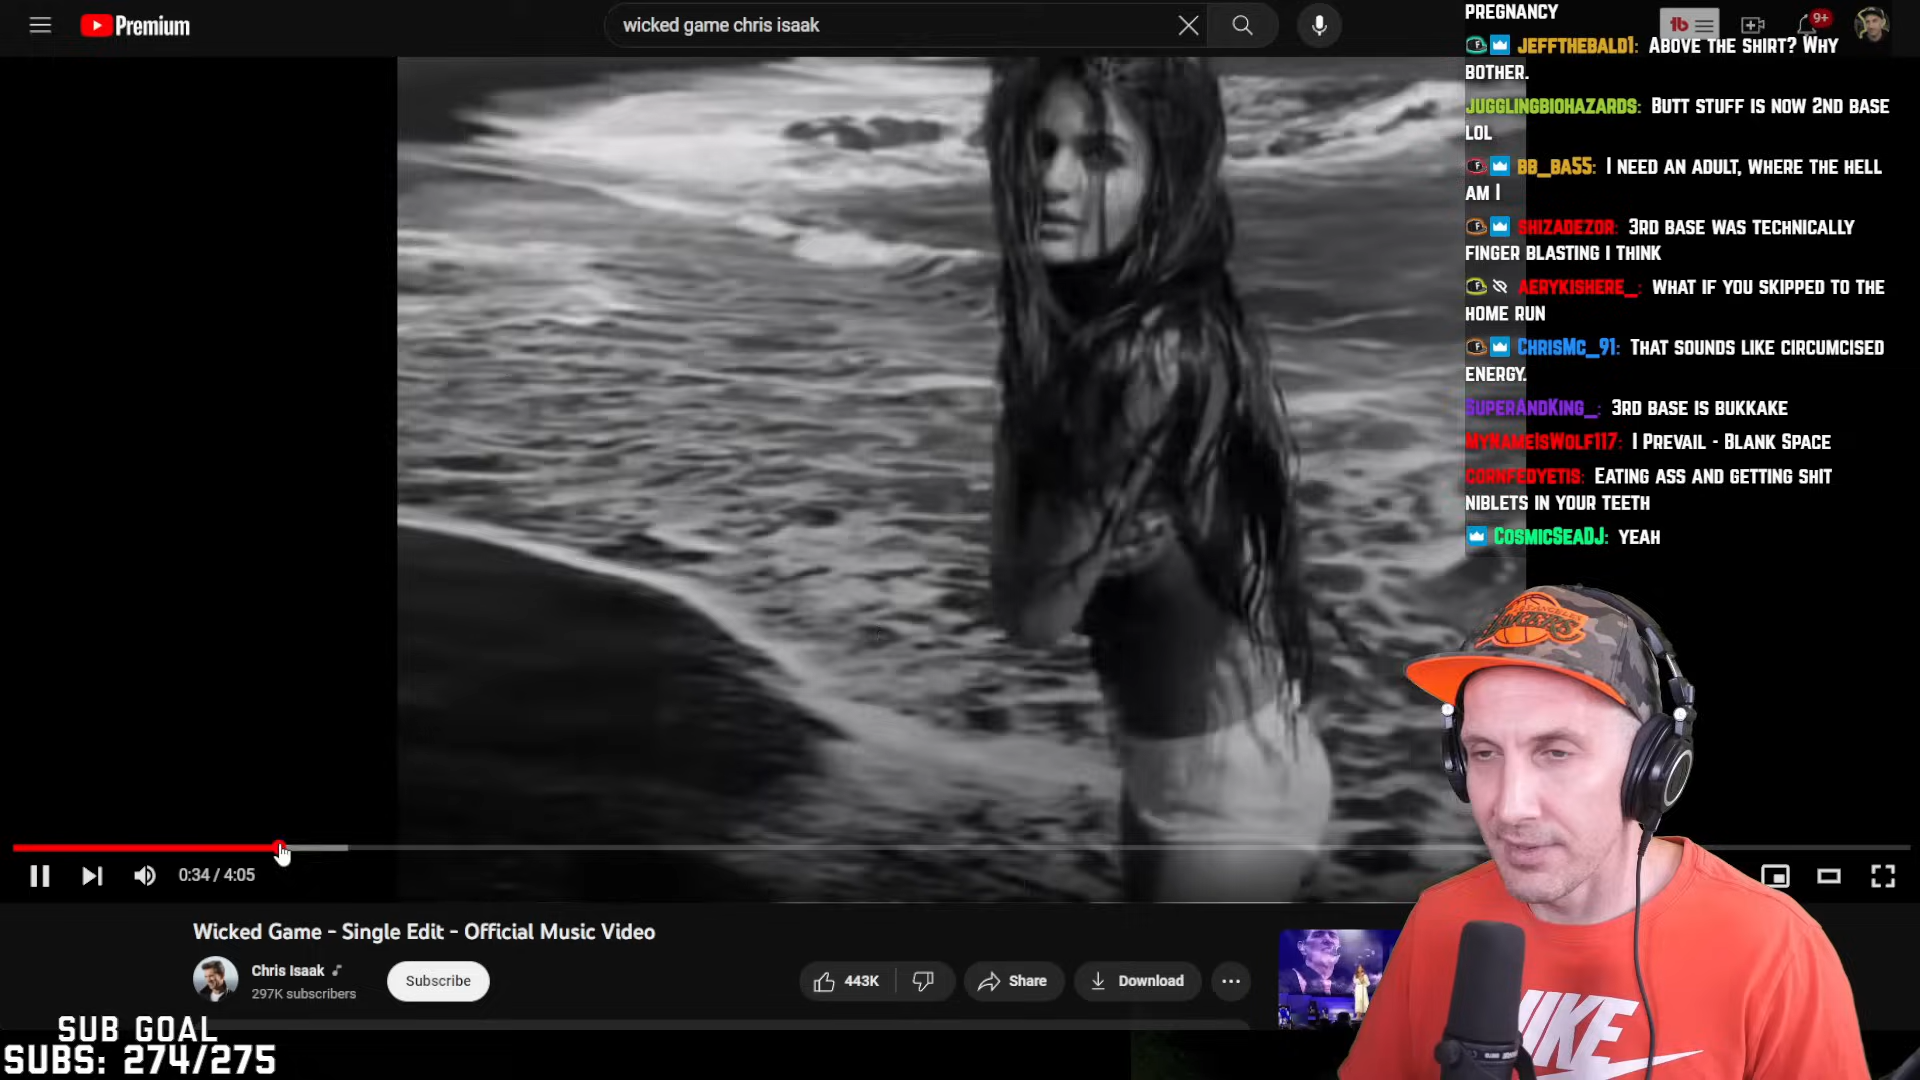 Premium
wicked game chris isaak
9+
PREGNANCY
JEFFTHEBALD1: ABOVE THE SHIRT? WHY
BOTHER.
JUGGLINGBIOHAZARDS: BUTT STUFF IS NOW 2ND BASE
LOL
BB_BA55: I NEED AN ADULT, WHERE THE HELL
AM I
SHIZADEZOR: 3RD BASE WAS TECHNICALLY
FINGER BLASTING I THINK
AERYKISHERE_: WHAT IF YOU SKIPPED TO THE
HOME RUN
CHRISMC_91: THAT SOUNDS LIKE CIRCUMCISED
ENERGY.
SUPERANDKING_: 3RD BASE IS BUKKAKE
MYNAMEISWOLF117: I PREVAIL - BLANK SPACE
CORNFEDYETIS: EATING ASS AND GETTING SHIT
NIBLETS IN YOUR TEETH
COSMICSEADJ: YEAH
0:34 / 4:05
Wicked Game - Single Edit - Official Music Video
Chris Isaak
297K subscribers
Subscribe
443K
Share
Download
SUB GOAL
SUBS: 274/275
LAKERS
NIKE